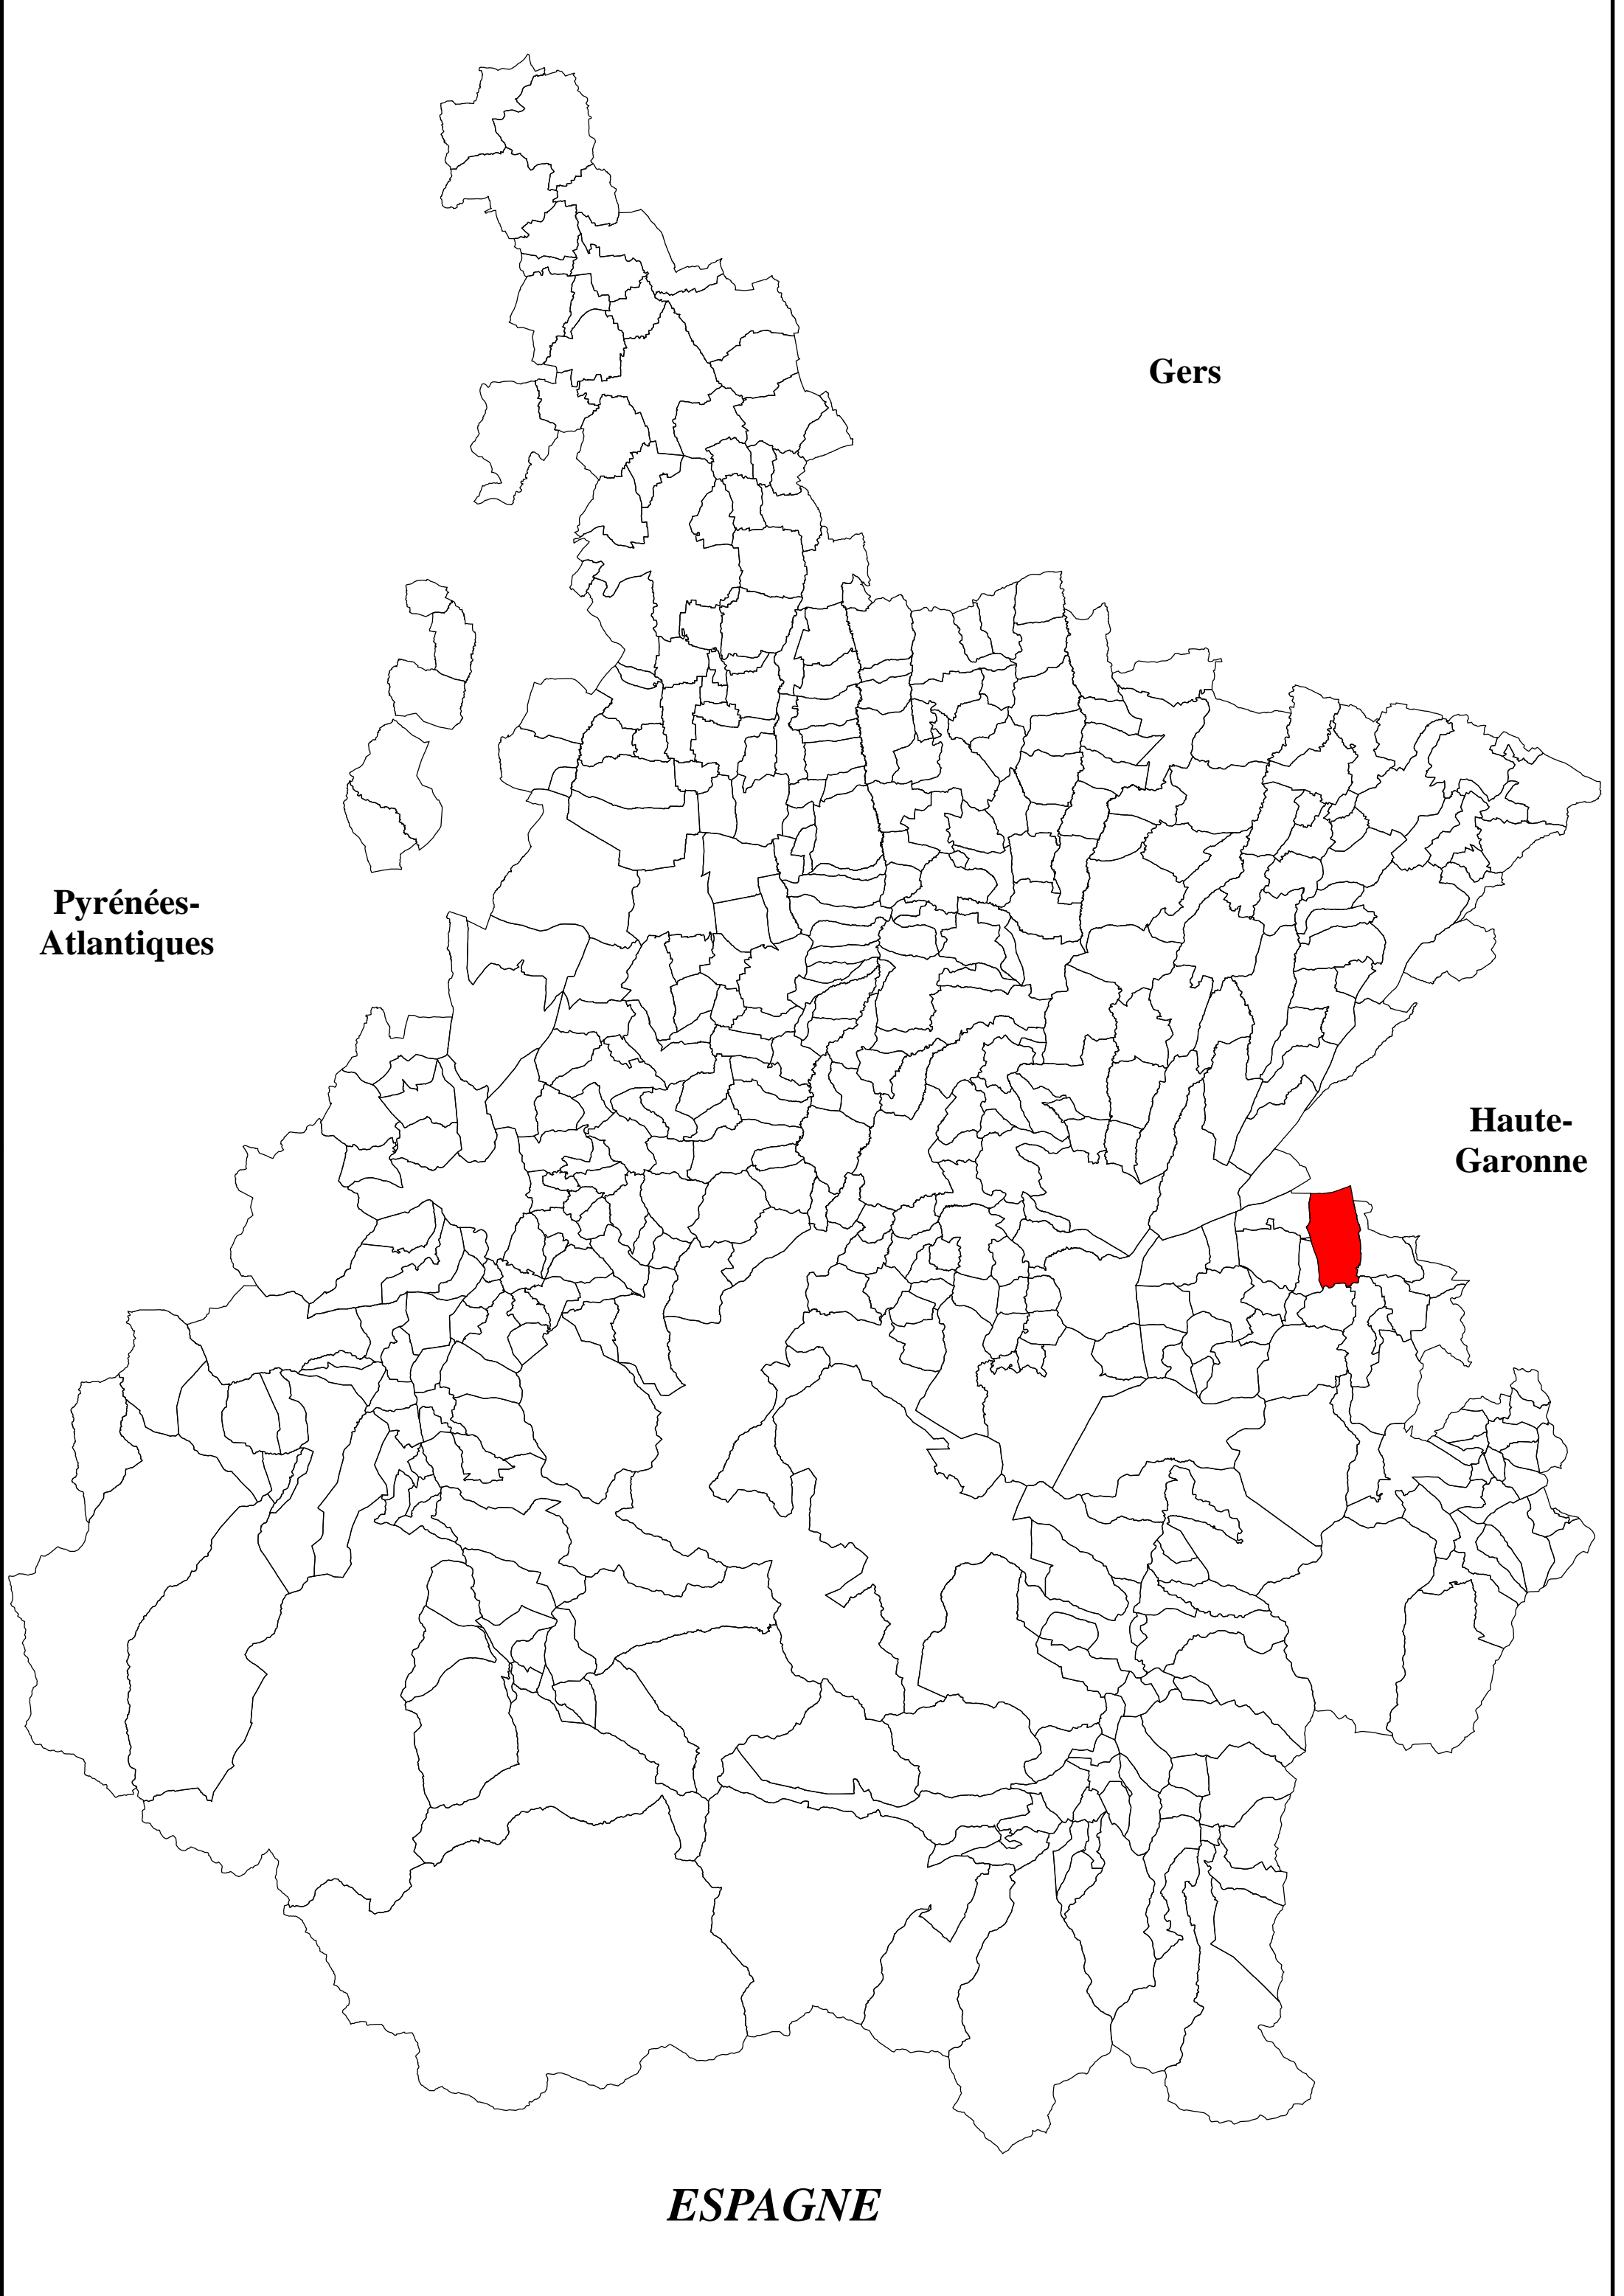 Gers
Pyrénées-
Atlantiques
Haute-
Garonne
ESPAGNE